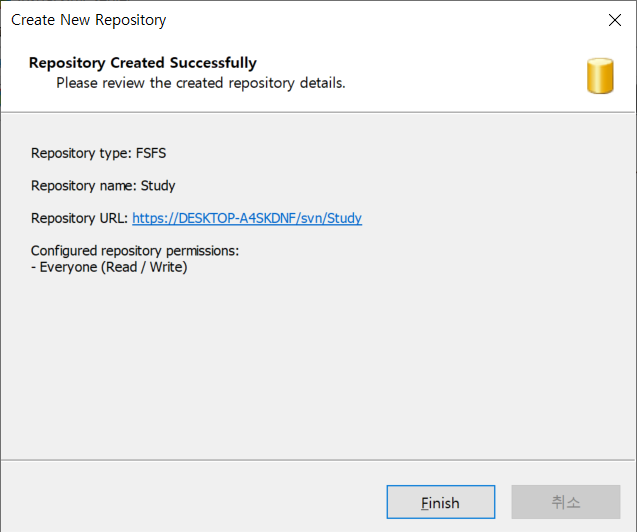 Create New Repository
Repository Created Successfully
Please review the created repository details.
Repository type: FSFS
Repository name: Study
Repository URL: https://DESKTOP-A4SKDNF/svn/Study
Configured repository permissions:
- Everyone (Read / Write)
Finish
취소